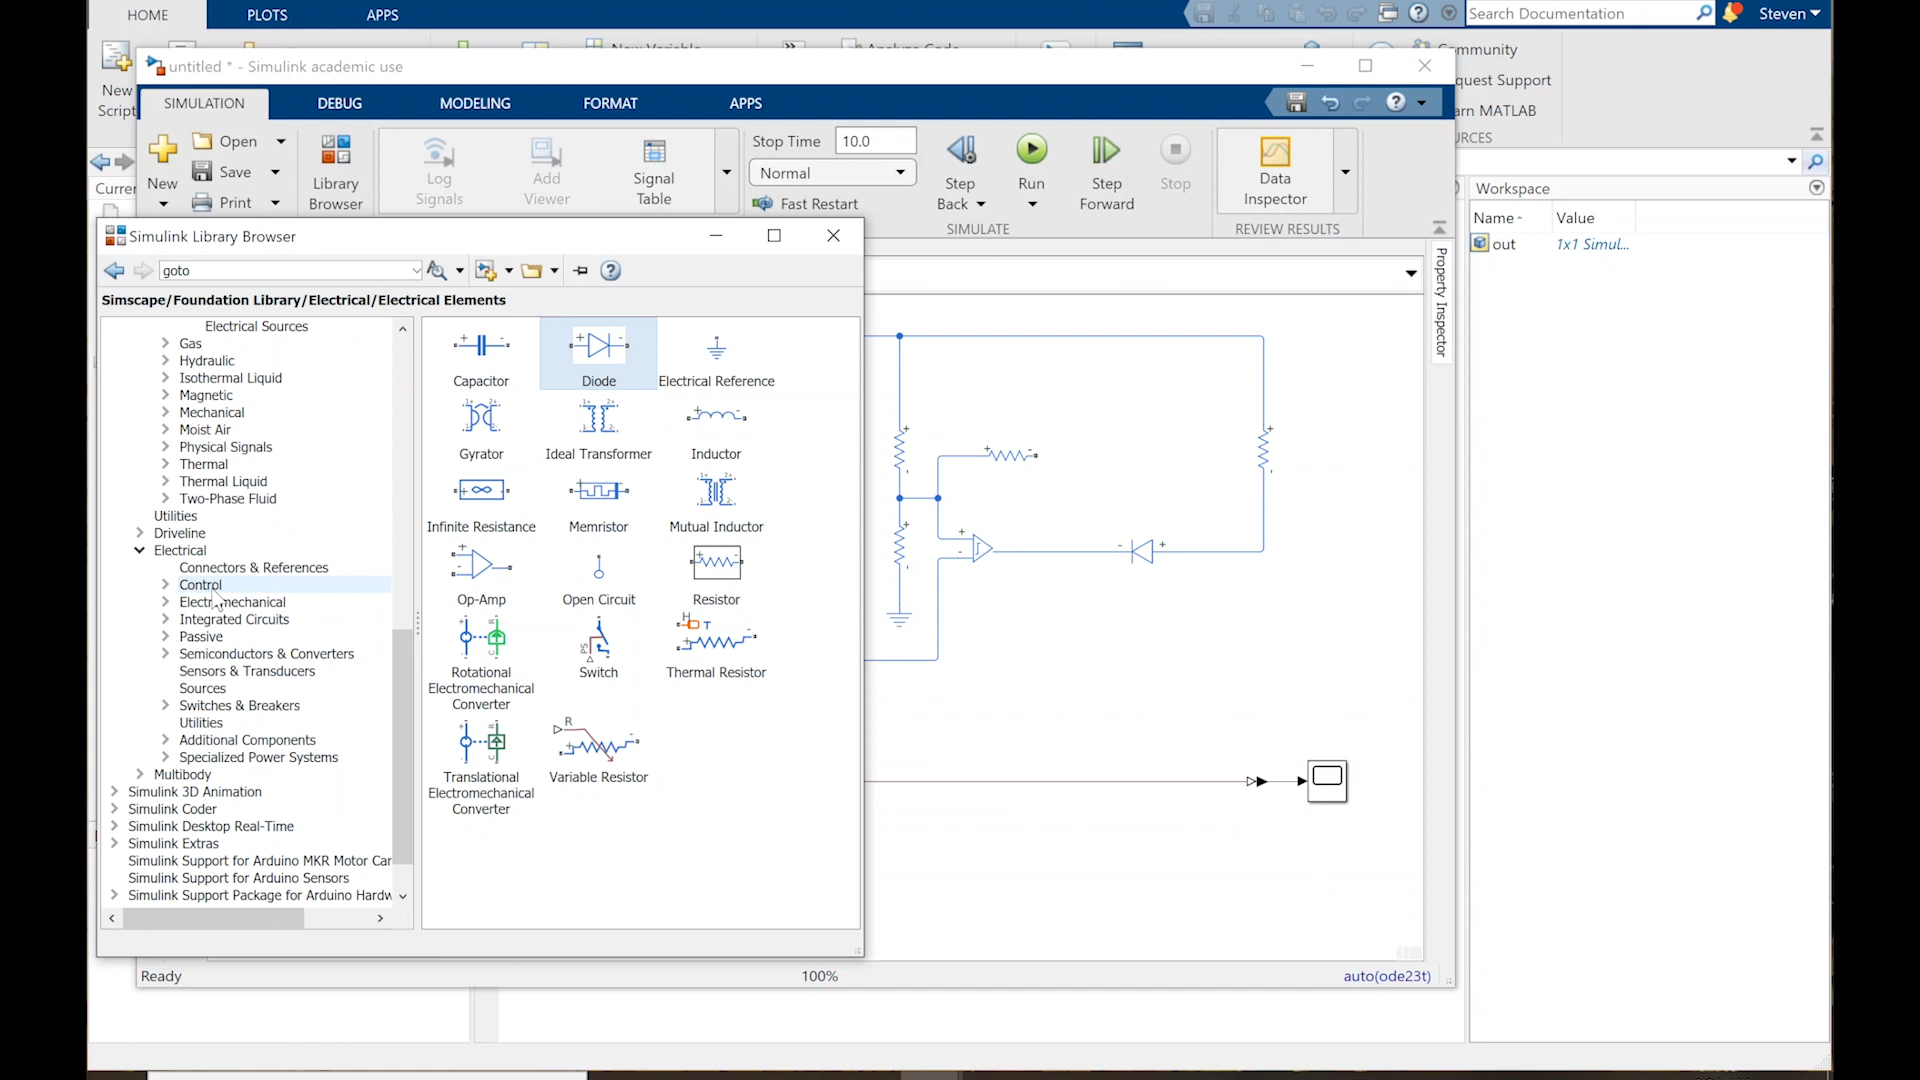 HOME
PLOTS
APPS
Search Documentation
Steven
Community
Request Support
Learn MATLAB
New
Script
untitled * - Simulink academic use
SIMULATION
DEBUG
MODELING
FORMAT
APPS
New
Open
Save
Print
Library
Browser
Log
Signals
Add
Viewer
Signal
Table
Stop Time
10.0
Normal
Fast Restart
Step
Back
Run
Step
Forward
Stop
SIMULATE
Data
Inspector
REVIEW RESULTS
Property Inspector
Workspace
Name
Value
out
1x1 Simul...
Simulink Library Browser
goto
Simscape/Foundation Library/Electrical/Electrical Elements
Electrical Sources
Gas
Hydraulic
Isothermal Liquid
Magnetic
Mechanical
Moist Air
Physical Signals
Thermal
Thermal Liquid
Two-Phase Fluid
Utilities
Driveline
Electrical
Connectors & References
Control
Electromechanical
Integrated Circuits
Passive
Semiconductors & Converters
Sensors & Transducers
Sources
Switches & Breakers
Utilities
Additional Components
Specialized Power Systems
Multibody
Simulink 3D Animation
Simulink Coder
Simulink Desktop Real-Time
Simulink Extras
Simulink Support for Arduino MKR Motor Car
Simulink Support for Arduino Sensors
Simulink Support Package for Arduino Hardw
Capacitor
Diode
Electrical Reference
Gyrator
Ideal Transformer
Inductor
Infinite Resistance
Memristor
Mutual Inductor
Op-Amp
Open Circuit
Resistor
Rotational
Electromechanical
Converter
Switch
Thermal Resistor
Translational
Electromechanical
Converter
Variable Resistor
Ready
100%
auto(ode23t)